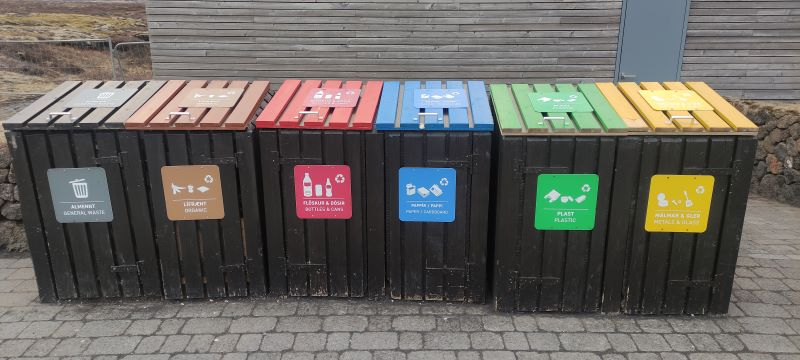 ALMENNT
GENERAL WASTE
LÍFRÆNT
ORGANIC
FLÖSKUR & DÓSIR
BOTTLES & CANS
PAPPÍR / PAPPI
PAPER / CARDBOARD
PLAST
PLASTIC
MÁLMAR & GLER
METALS & GLASS